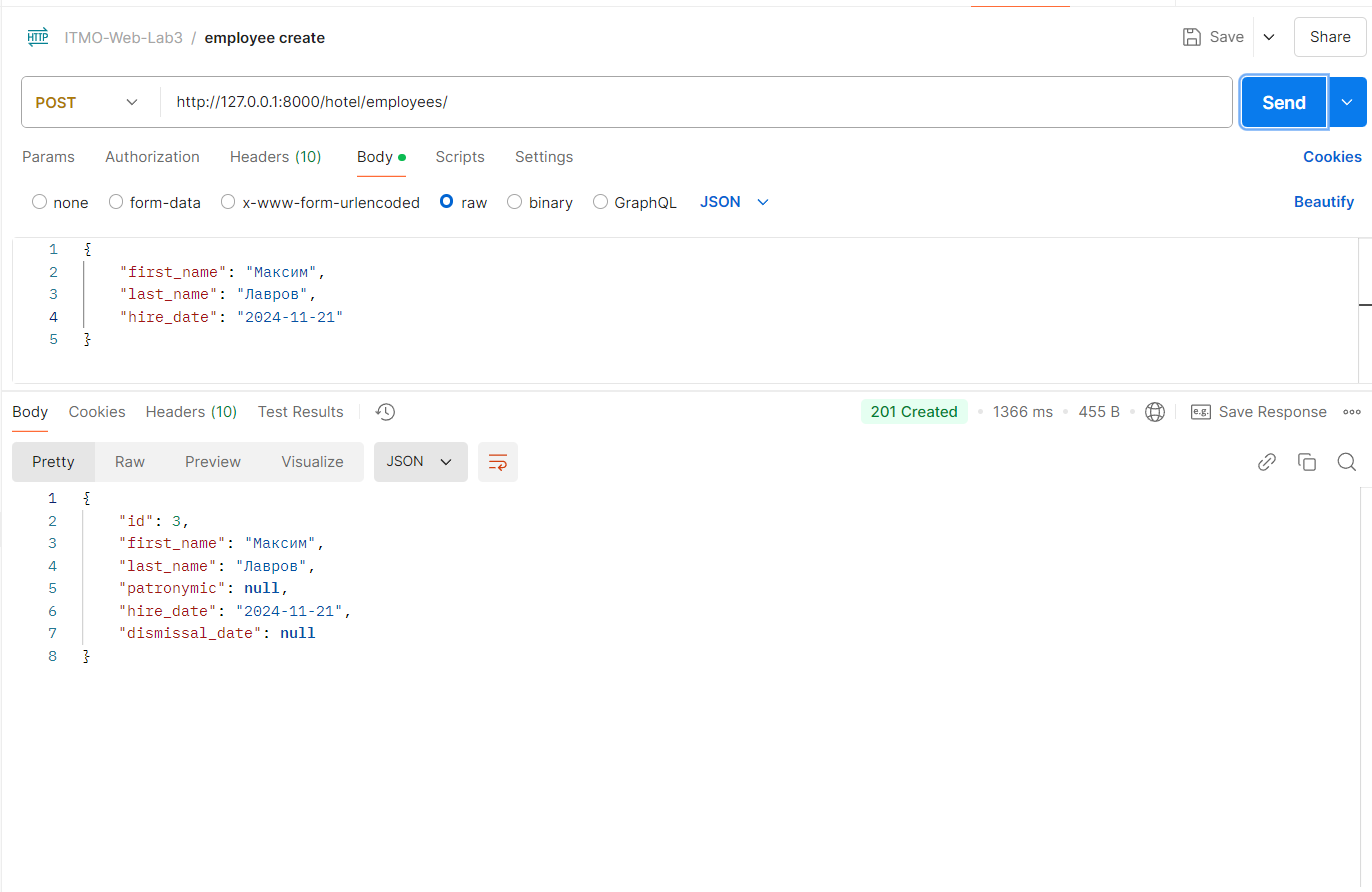 HTTP ITMO-Web-Lab3 / employee create Save Share
POST http://127.0.0.1:8000/hotel/employees/ Send
Params Authorization Headers (10) Body Scripts Settings Cookies
none form-data x-www-form-urlencoded raw binary GraphQL JSON Beautify
1 {
2 "first_name": "Максим",
3 "last_name": "Лавров",
4 "hire_date": "2024-11-21"
5 }
Body Cookies Headers (10) Test Results 201 Created 1366 ms 455 B e.g. Save Response
Pretty Raw Preview Visualize JSON
1 {
2 "id": 3,
3 "first_name": "Максим",
4 "last_name": "Лавров",
5 "patronymic": null,
6 "hire_date": "2024-11-21",
7 "dismissal_date": null
8 }